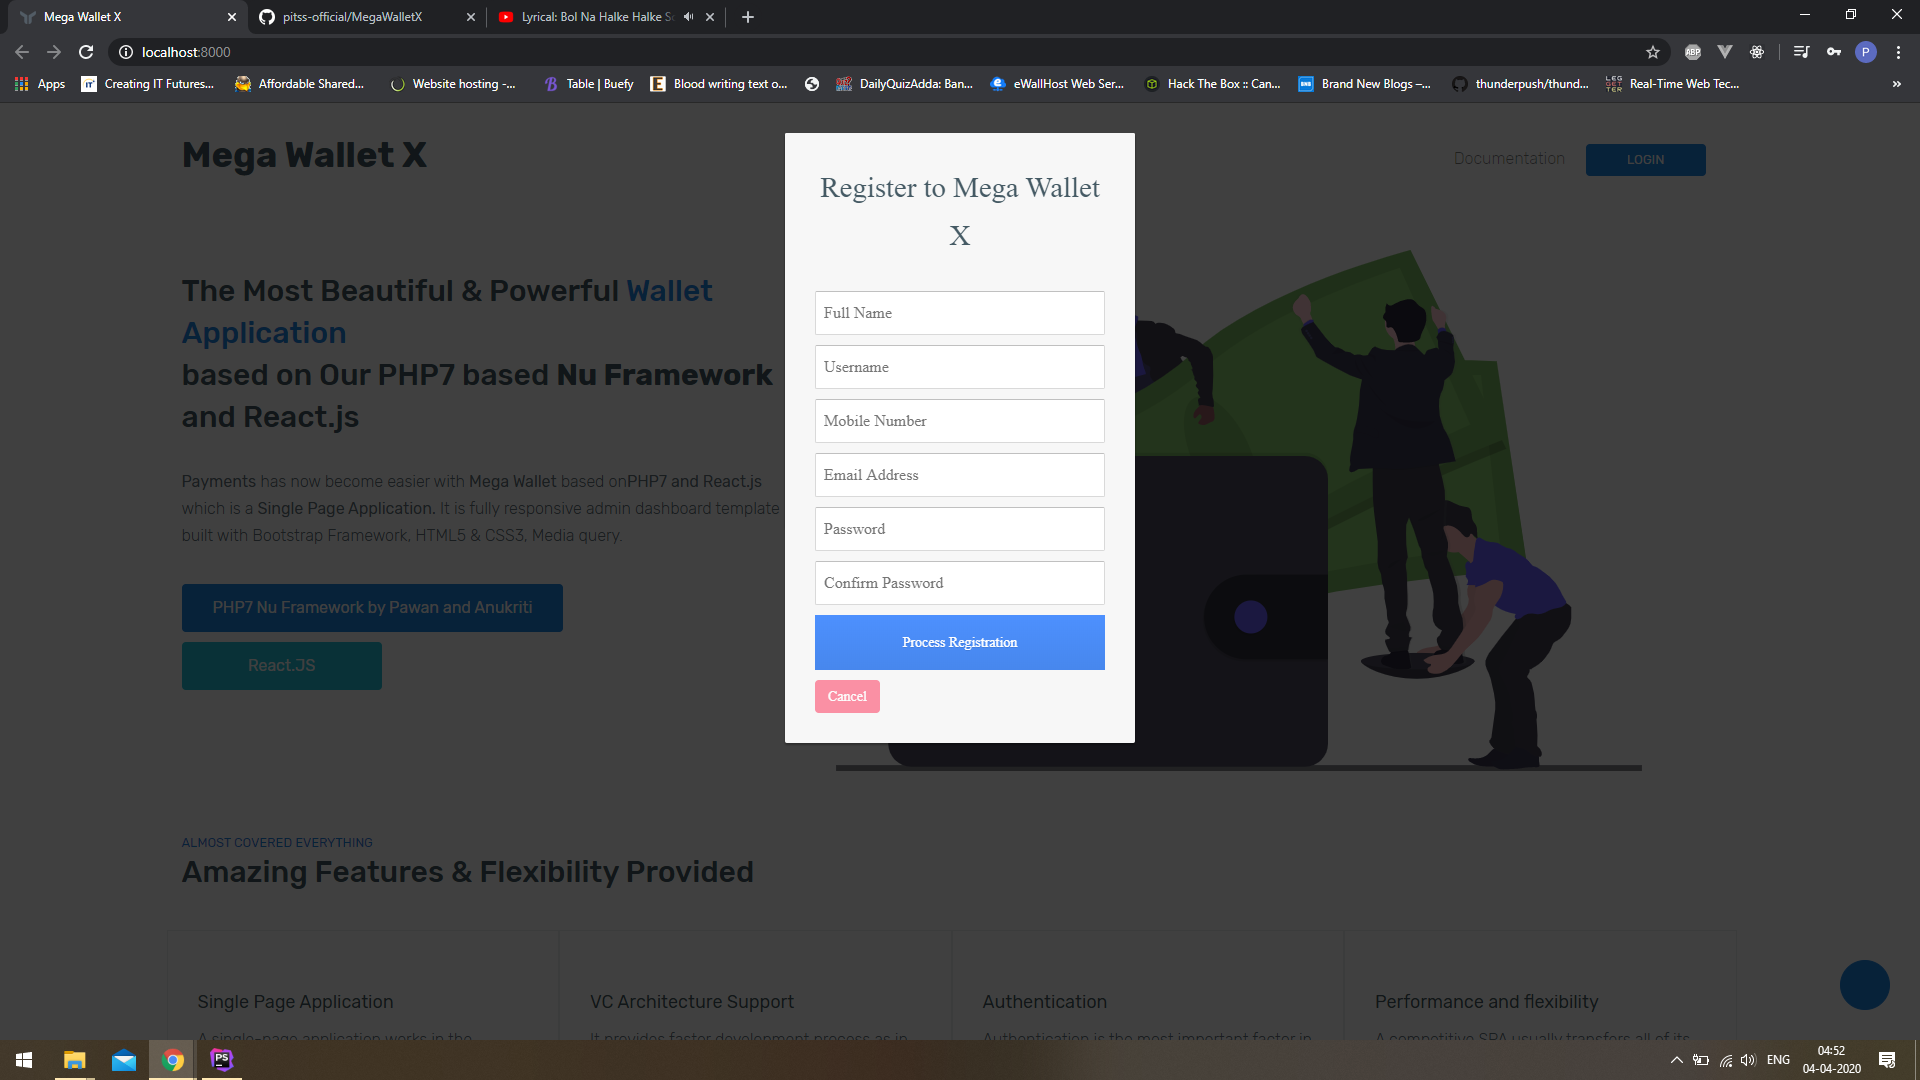 Mega Wallet X
pitss-official/MegaWalletX
Lyrical: Bol Na Halke Halke
localhost:8000
Apps
Creating IT Futures...
Affordable Shared...
Website hosting -...
Table | Buefy
Blood writing text o...
DailyQuizAdda: Ban...
eWallHost Web Ser...
Hack The Box :: Can...
Brand New Blogs –...
thunderpush/thund...
Real-Time Web Tec...
Mega Wallet X
Documentation
LOGIN
The Most Beautiful & Powerful Wallet
Application
based on Our PHP7 based Nu Framework
and React.js
Payments has now become easier with Mega Wallet based onPHP7 and React.js
which is a Single Page Application. It is fully responsive admin dashboard template
built with Bootstrap Framework, HTML5 & CSS3, Media query.
PHP7 Nu Framework by Pawan and Anukriti
React.JS
Register to Mega Wallet
X
Full Name
Username
Mobile Number
Email Address
Password
Confirm Password
Process Registration
Cancel
ALMOST COVERED EVERYTHING
Amazing Features & Flexibility Provided
Single Page Application
A single-page application works in the
VC Architecture Support
It provides faster development process as in
Authentication
Authentication is the most important factor in
Performance and flexibility
A competitive SPA usually transfers all of its
ENG
04:52
04-04-2020